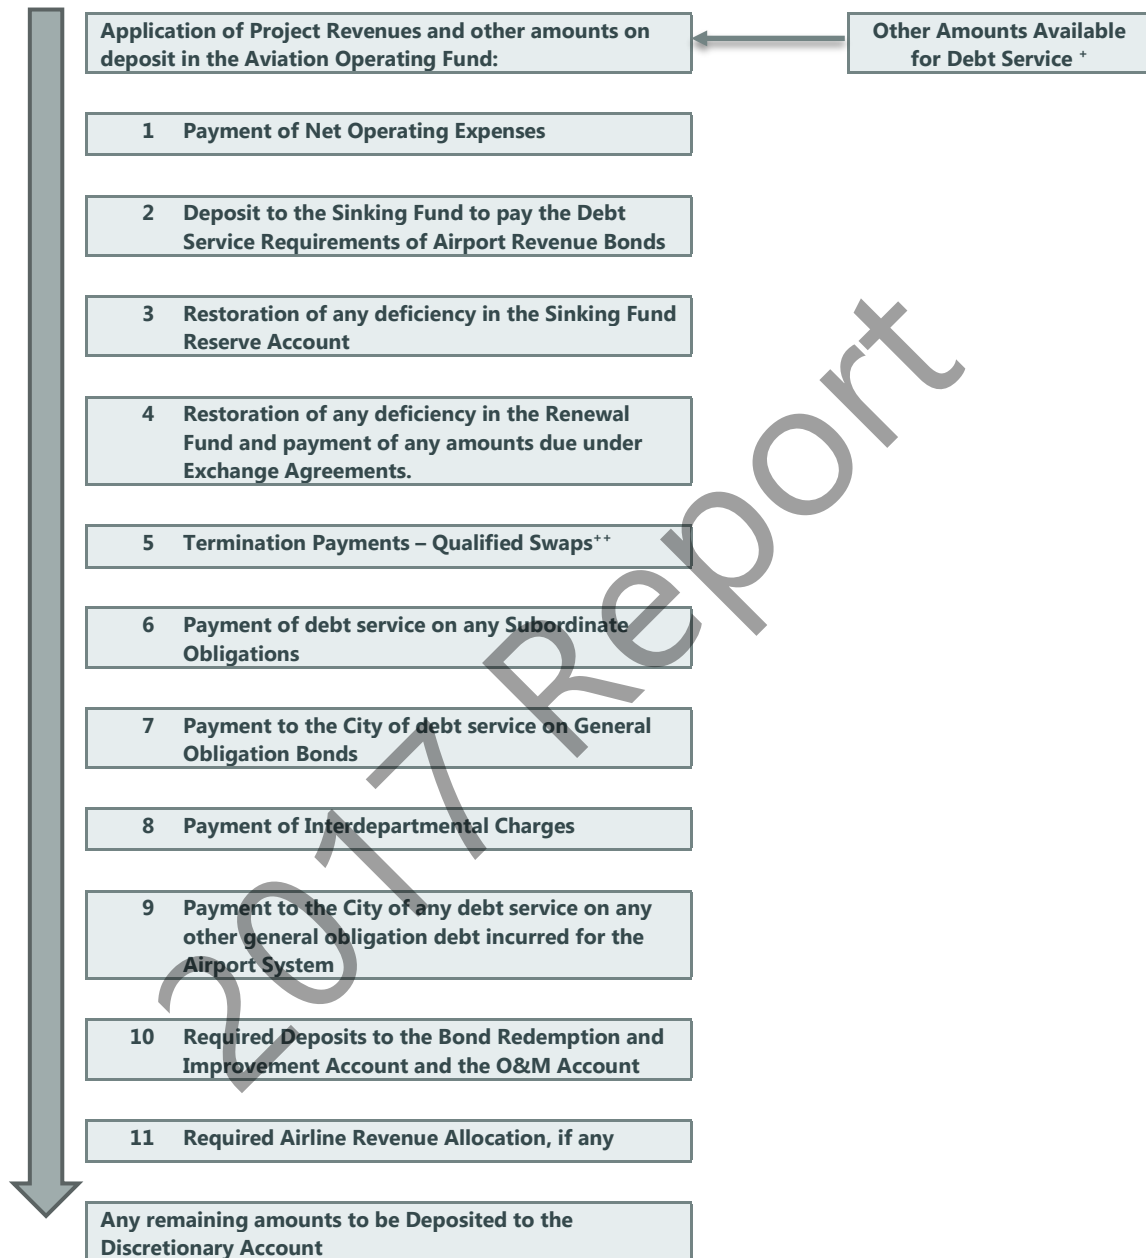 Application of Project Revenues and other amounts on
deposit in the Aviation Operating Fund:
Other Amounts Available
for Debt Service +
1 Payment of Net Operating Expenses
2 Deposit to the Sinking Fund to pay the Debt
Service Requirements of Airport Revenue Bonds
3 Restoration of any deficiency in the Sinking Fund
Reserve Account
4 Restoration of any deficiency in the Renewal
Fund and payment of any amounts due under
Exchange Agreements.
5 Termination Payments – Qualified Swaps++
6 Payment of debt service on any Subordinate
Obligations
7 Payment to the City of debt service on General
Obligation Bonds
8 Payment of Interdepartmental Charges
9 Payment to the City of any debt service on any
other general obligation debt incurred for the
Airport System
10 Required Deposits to the Bond Redemption and
Improvement Account and the O&M Account
11 Required Airline Revenue Allocation, if any
Any remaining amounts to be Deposited to the
Discretionary Account
2017 Report